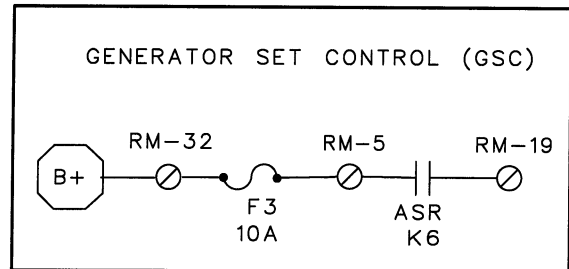 GENERATOR SET CONTROL (GSC)
RM-32
RM-5
RM-19
B+
F3
10A
ASR
K6